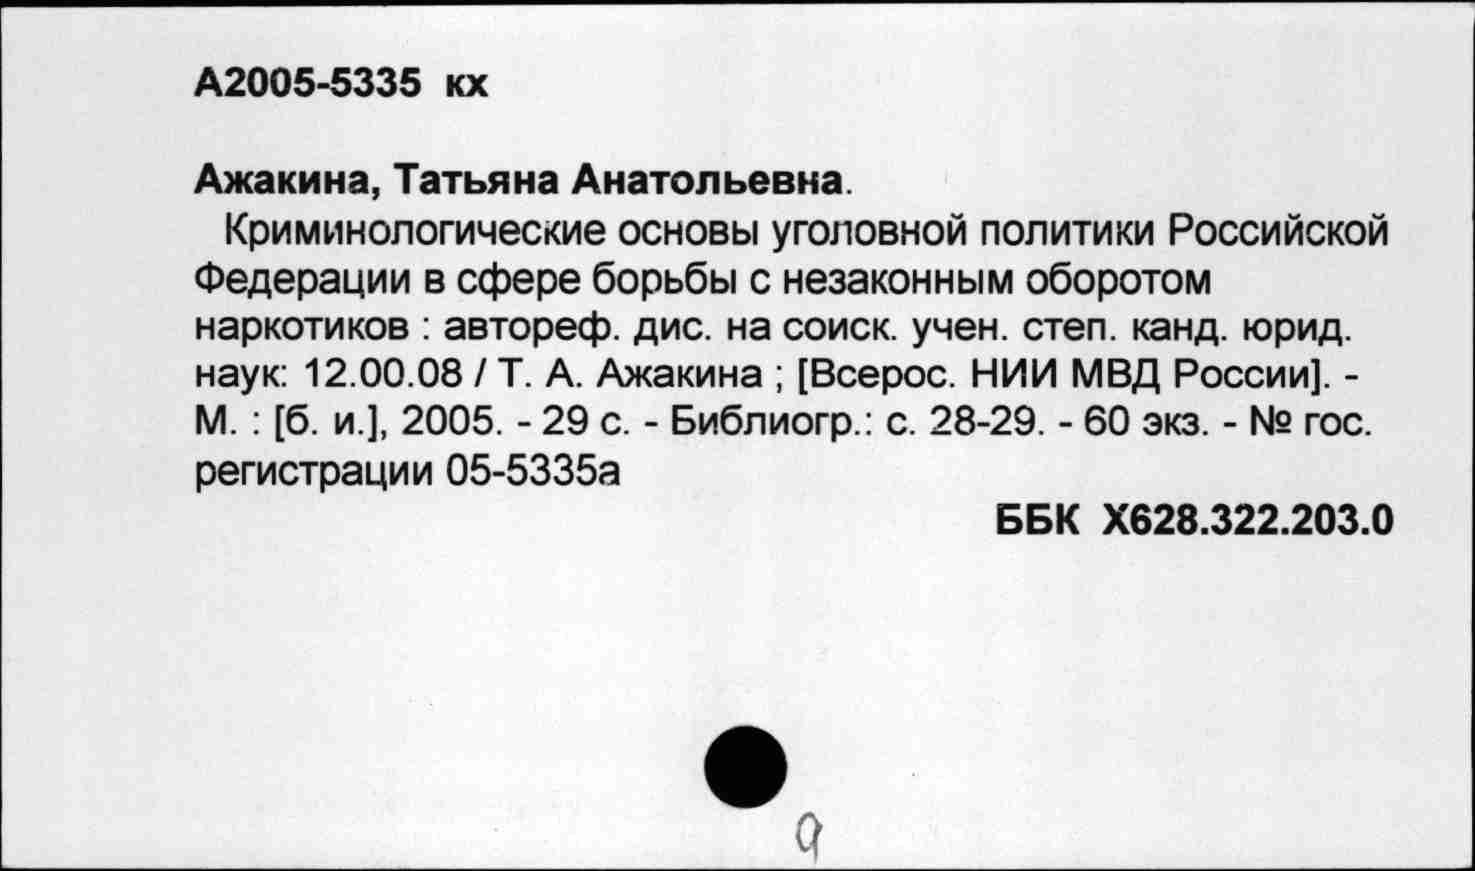 А2005-5335 кх
Ажакина, Татьяна Анатольевна.
Криминологические основы уголовной политики Российской
Федерации в сфере борьбы с незаконным оборотом
наркотиков : автореф. дис. на соиск. учен. степ. канд. юрид.
наук: 12.00.08 / Т. А. Ажакина ; [Всерос. НИИ МВД России]. -
М. : [б. и.], 2005. - 29 с. - Библиогр.: с. 28-29. - 60 экз. - № гос.
регистрации 05-5335а
ББК Х628.322.203.0